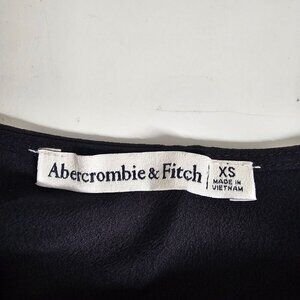 Abercrombie & Fitch
XS
MADE IN
VIETNAM